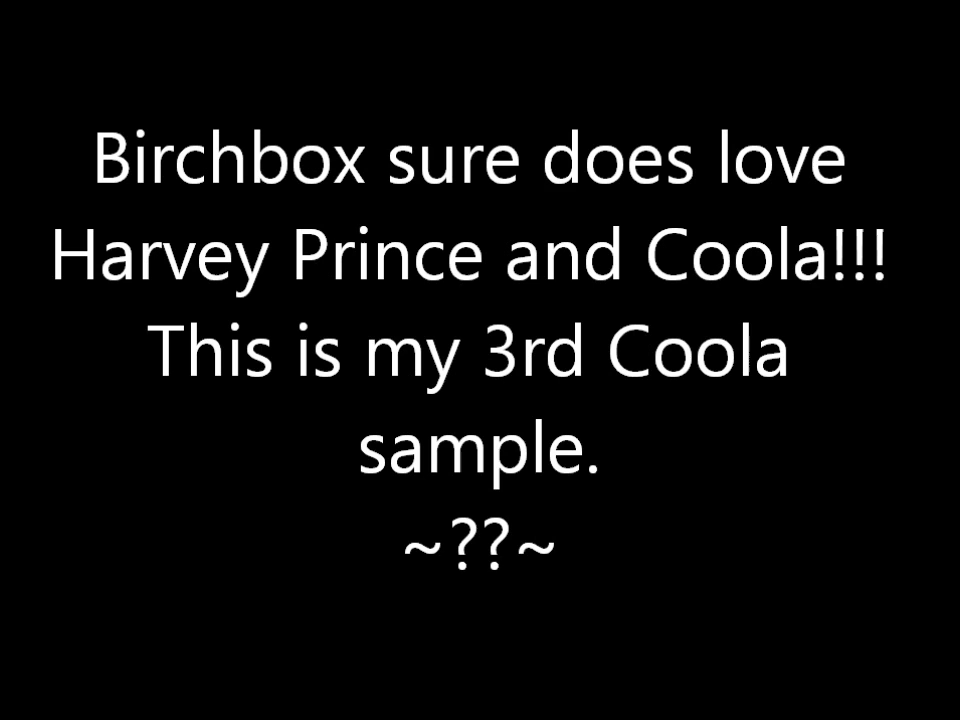 Birchbox sure does love
Harvey Prince and Coola!!!
This is my 3rd Coola
sample.
~??~